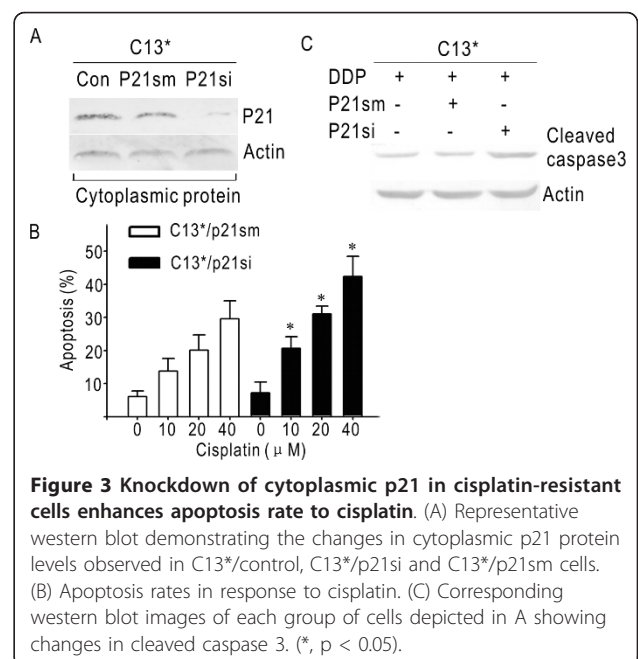 A
C13*
Con P21sm P21si
P21
Actin
Cytoplasmic protein
C
C13*
DDP + + +
P21sm - + -
P21si - - +
Cleaved
caspase3
Actin
B
C13*/p21sm
C13*/p21si
Apoptosis (%)
50
40
30
20
10
* * *
0 10 20 40 0 10 20 40
Cisplatin ( μ M)
Figure 3 Knockdown of cytoplasmic p21 in cisplatin-resistant
cells enhances apoptosis rate to cisplatin. (A) Representative
western blot demonstrating the changes in cytoplasmic p21 protein
levels observed in C13*/control, C13*/p21si and C13*/p21sm cells.
(B) Apoptosis rates in response to cisplatin. (C) Corresponding
western blot images of each group of cells depicted in A showing
changes in cleaved caspase 3. (*, p < 0.05).